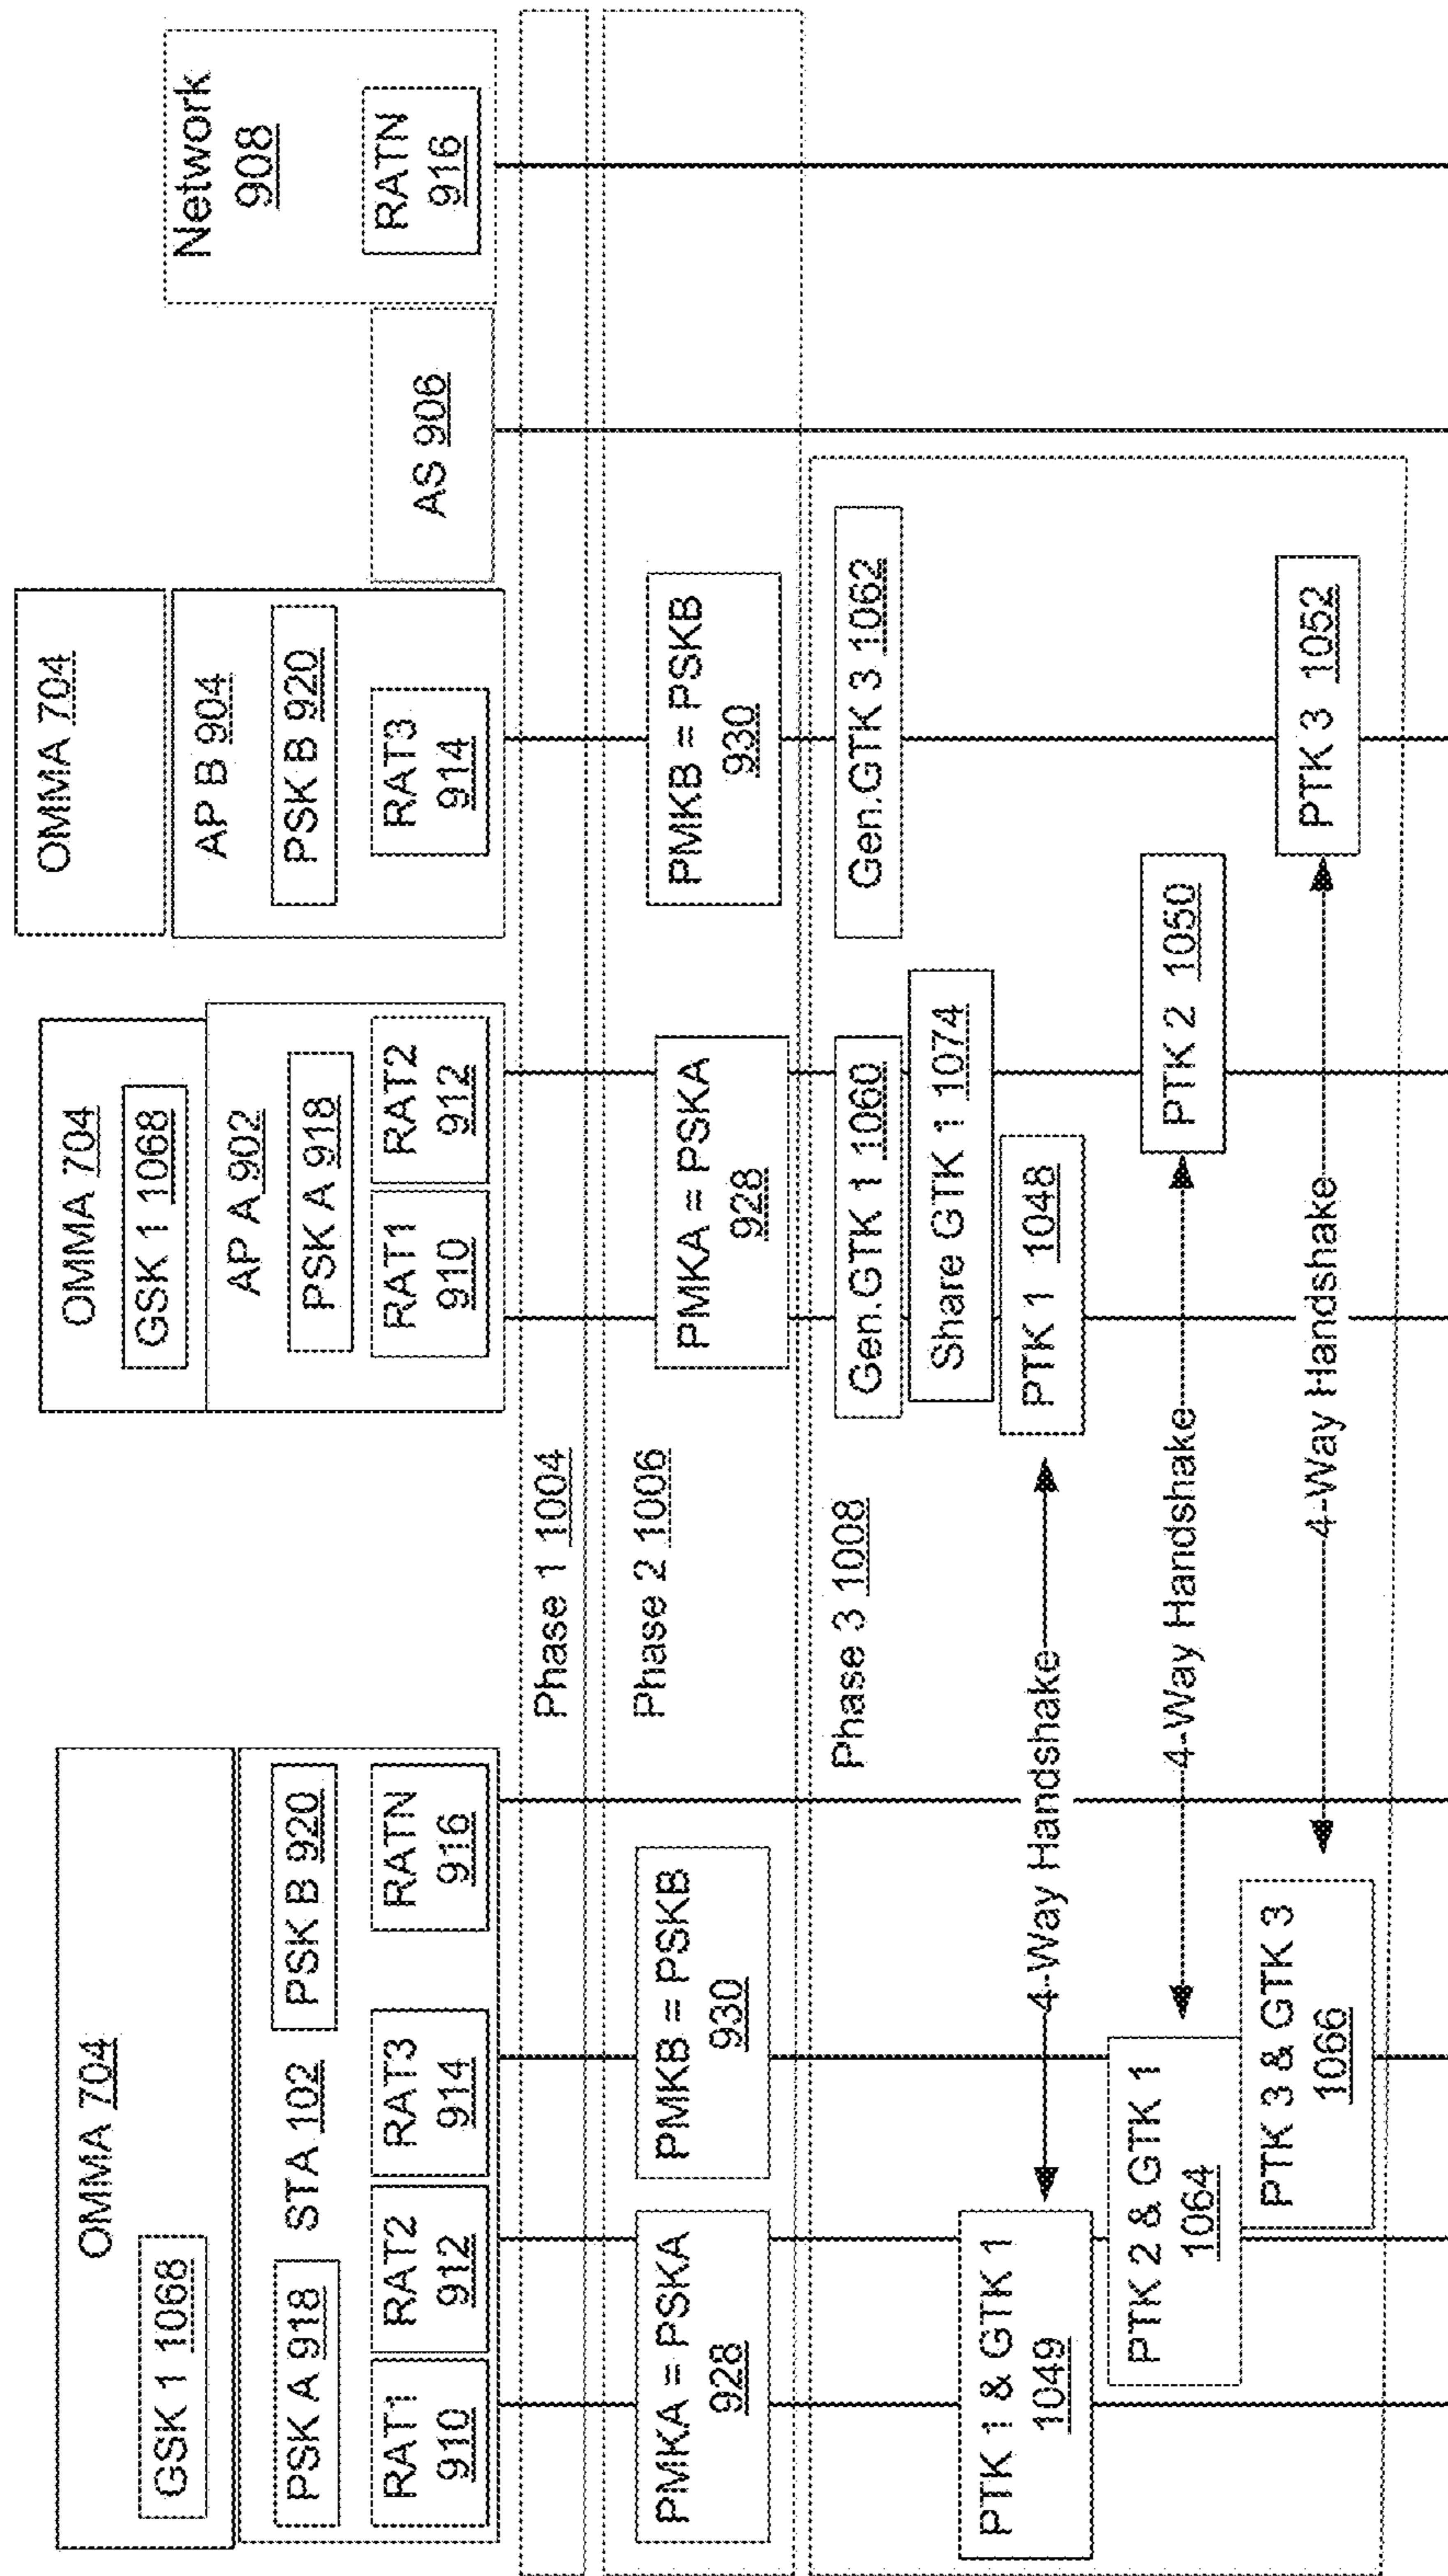 OMMA 704
GSK 1 1068
PSK A 918
STA 102
PSK B 920
RAT1
910
RAT2
912
RAT3
914
RATN
916
OMMA 704
GSK 1 1068
AP A 902
PSK A 918
RAT1
910
RAT2
912
OMMA 704
AP B 904
PSK B 920
RAT3
914
AS 906
Network
908
RATN
916
Phase 1 1004
Phase 2 1006
PMKA = PSKA
928
PMKB = PSKB
930
PMKA = PSKA
928
PMKB = PSKB
930
Phase 3 1008
Gen.GTK 1 1060
Gen.GTK 3 1062
Share GTK 1 1074
PTK 1 & GTK 1
1049
4-Way Handshake
PTK 1 1048
PTK 2 & GTK 1
1064
4-Way Handshake
PTK 2 1050
PTK 3 & GTK 3
1066
4-Way Handshake
PTK 3 1052